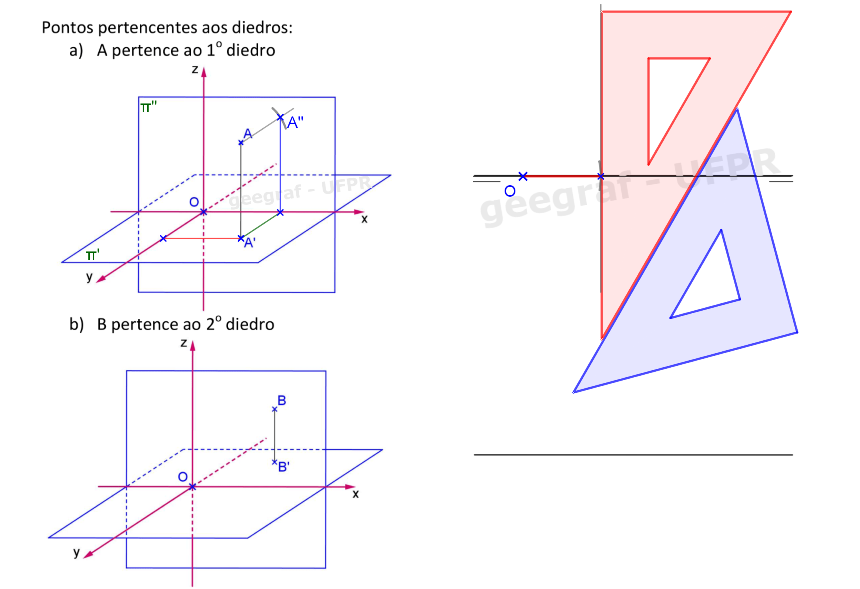 Pontos pertencentes aos diedros:
a) A pertence ao 1º diedro
z
π''
A
A''
O
geegraf - UFPR
x
A'
π'
y
b) B pertence ao 2º diedro
z
B
B'
O
x
y
geegraf - UFPR
O